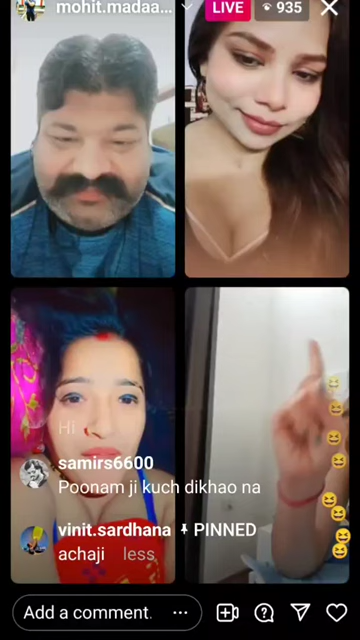 mohit.madaa...
LIVE
935
Hi
samirs6600
Poonam ji kuch dikhao na
vinit.sardhana PINNED
achaji less
Add a comment.